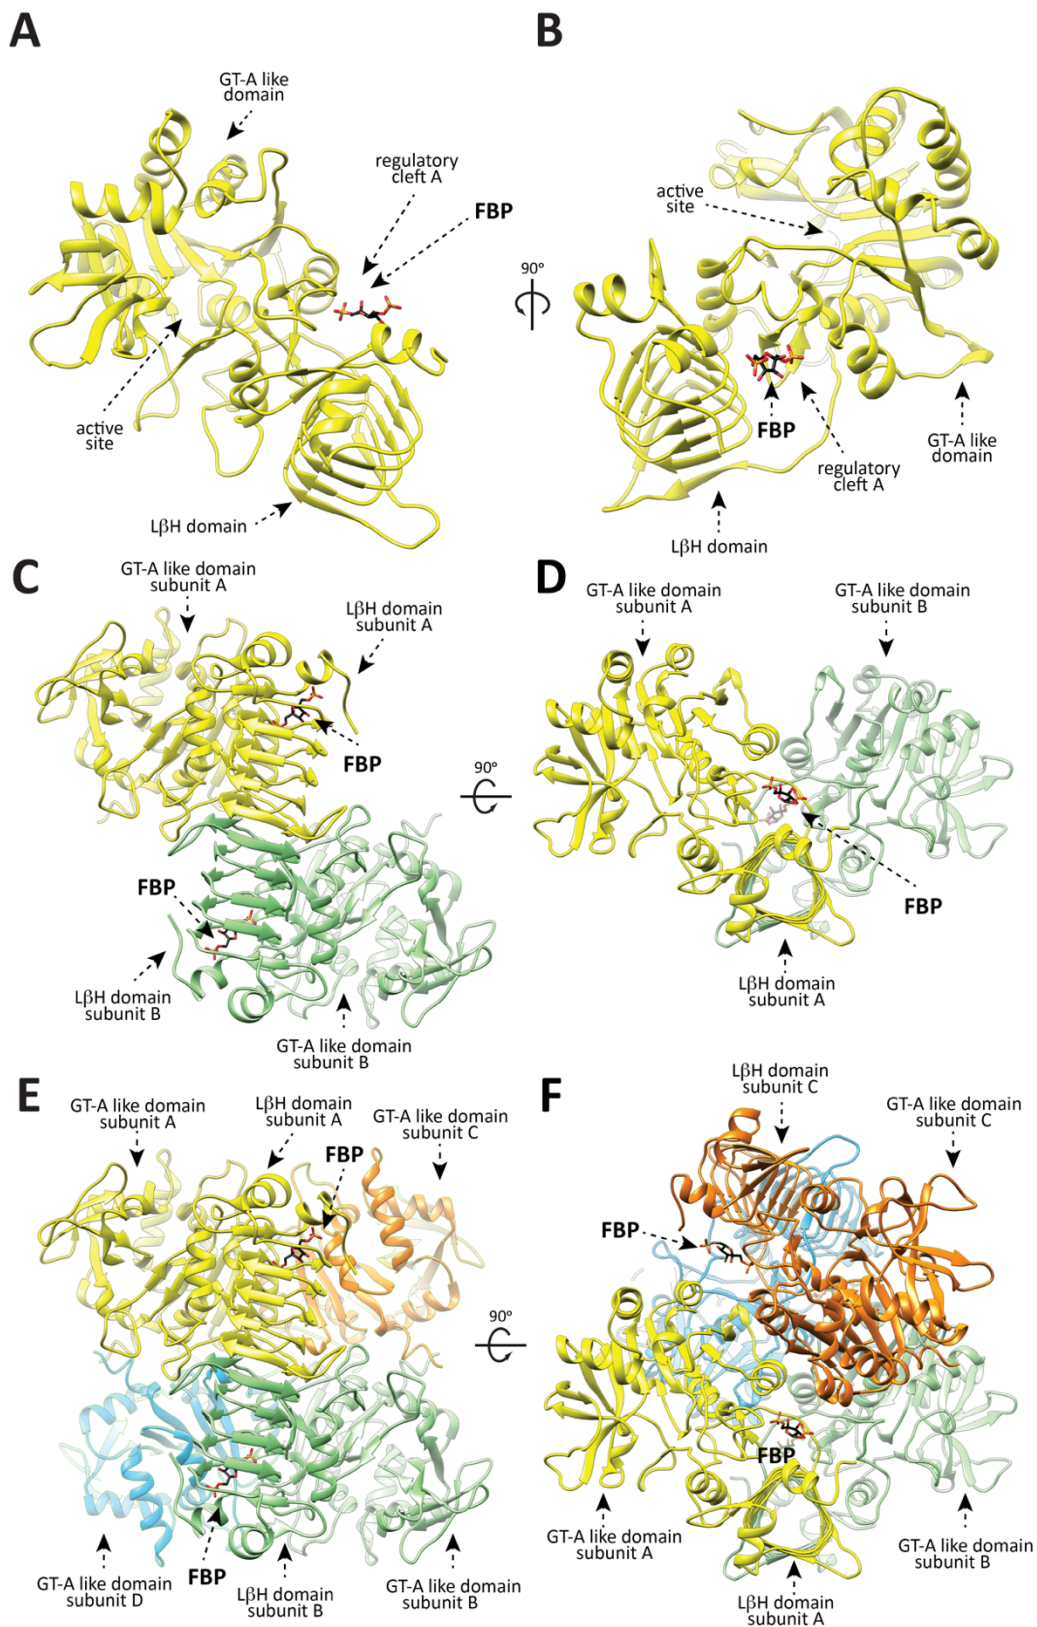 A
GT-A like
domain
regulatory
cleft A
FBP
active
site
LβH domain
B
active
site
90°
FBP
regulatory
cleft A
GT-A like
domain
LβH domain
C
GT-A like domain
subunit A
LβH domain
subunit A
FBP
FBP
LβH domain
subunit B
GT-A like domain
subunit B
90°
D
GT-A like domain
subunit A
GT-A like domain
subunit B
FBP
LβH domain
subunit A
E
GT-A like domain
subunit A
LβH domain
subunit A
GT-A like domain
subunit C
FBP
GT-A like domain
subunit D
FBP
LβH domain
subunit B
GT-A like domain
subunit B
90°
F
LβH domain
subunit C
GT-A like domain
subunit C
FBP
FBP
GT-A like domain
subunit A
GT-A like domain
subunit B
LβH domain
subunit A